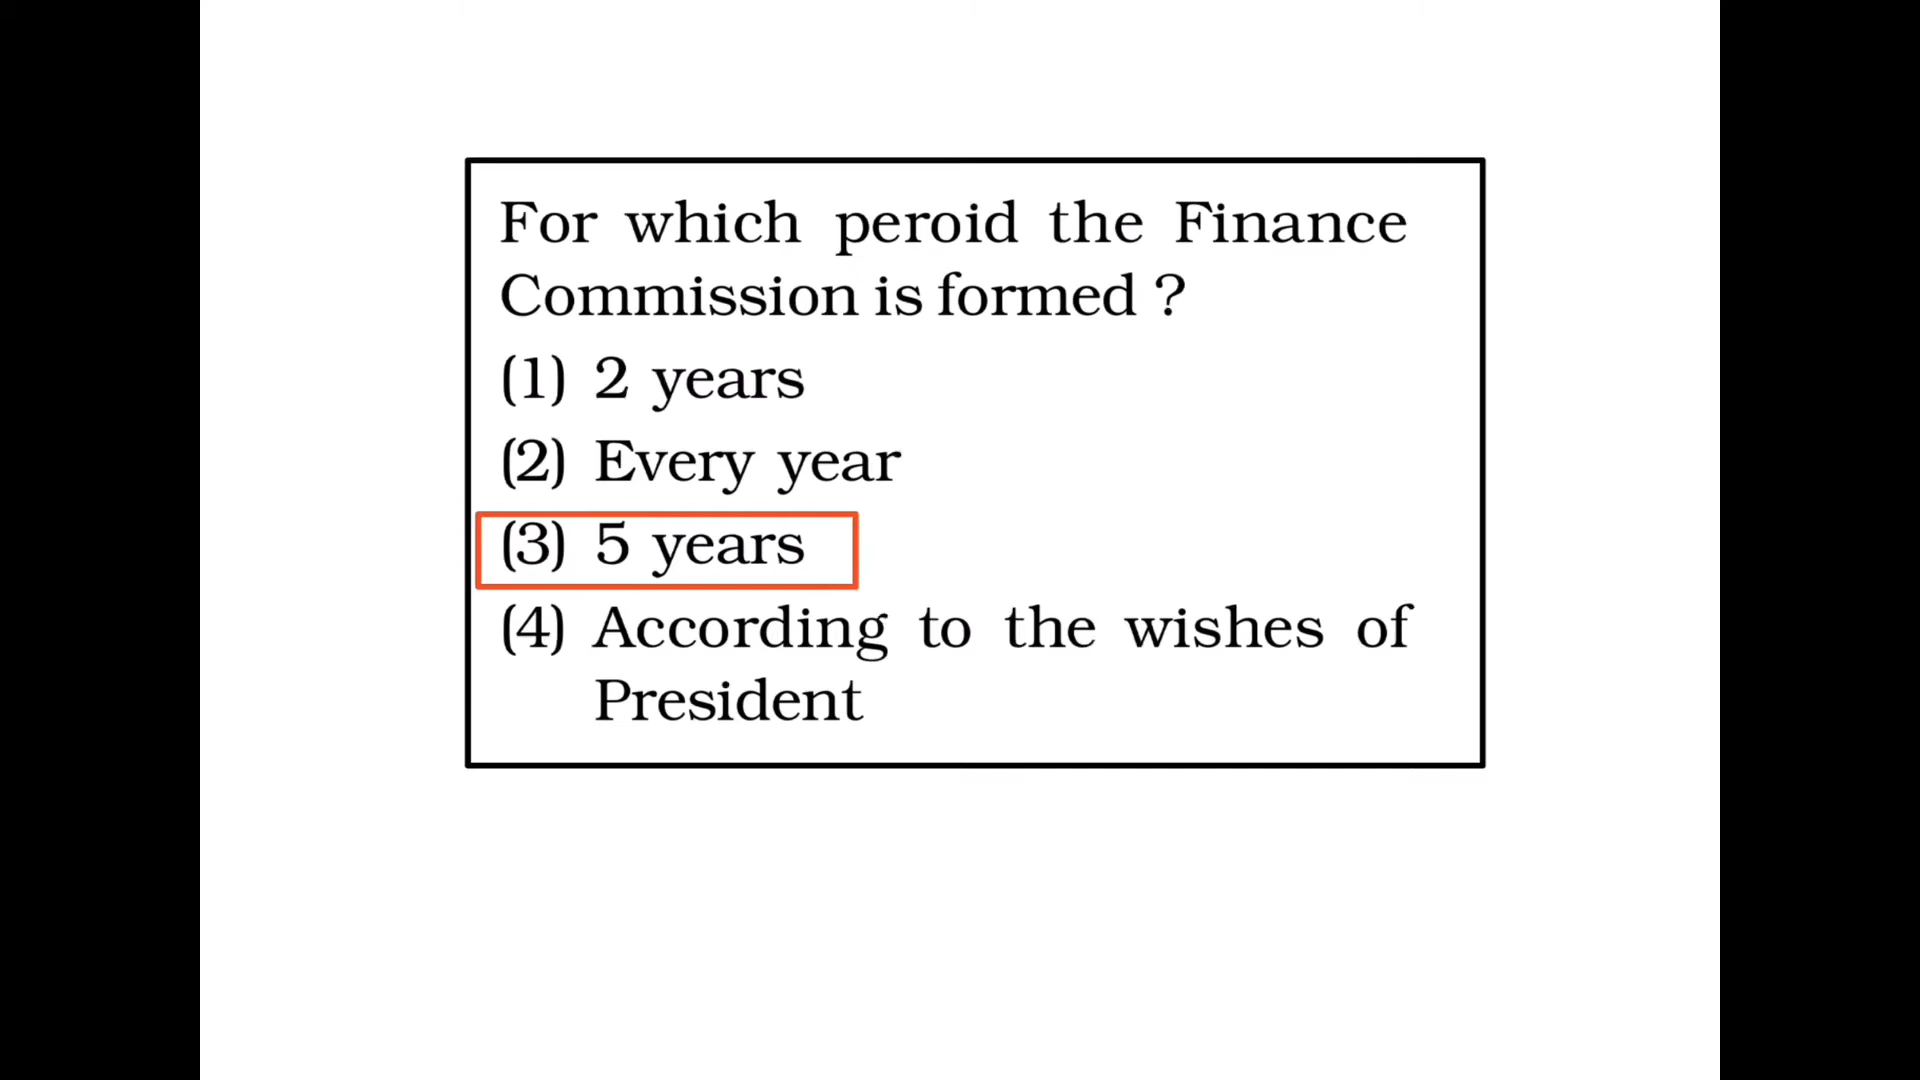 For which peroid the Finance
Commission is formed ?
(1) 2 years
(2) Every year
(3) 5 years
(4) According to the wishes of
President